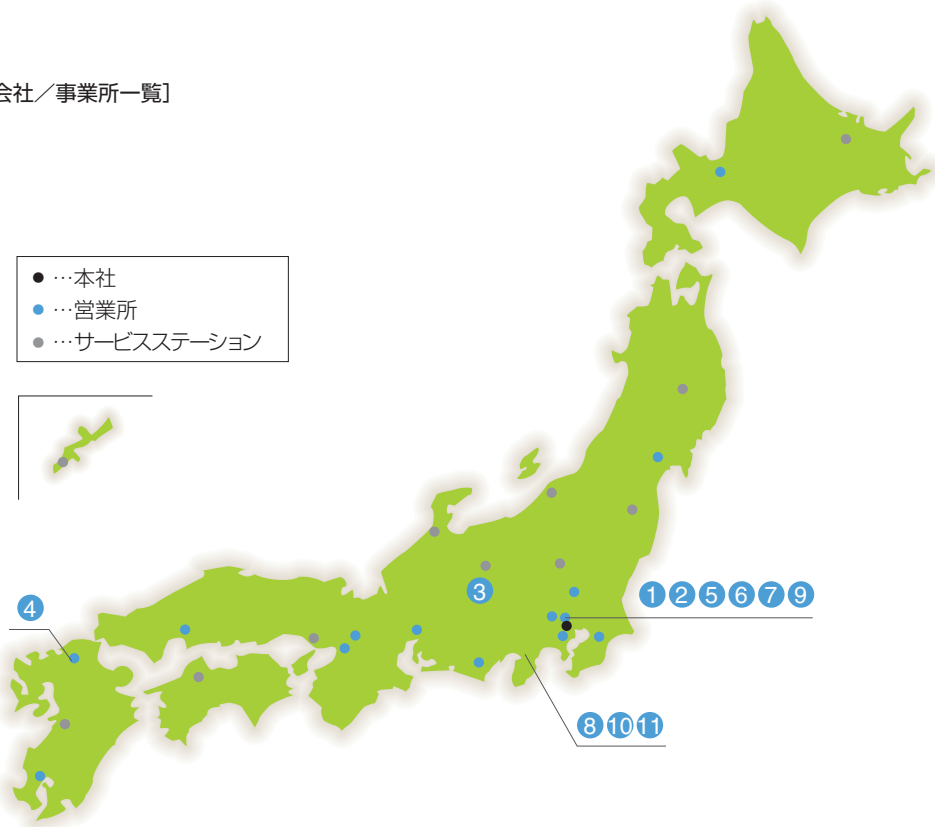 会社／事業所一覧]
●…本社
●…営業所
●…サービスステーション
3
4
1 2 5 6 7 9
8 10 11